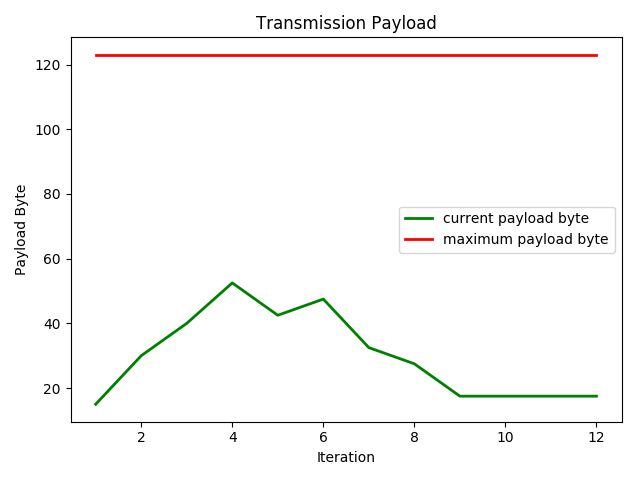 Transmission Payload
120
100
80
60
40
20
Payload Byte
current payload byte
maximum payload byte
2 4 6 8 10 12
Iteration